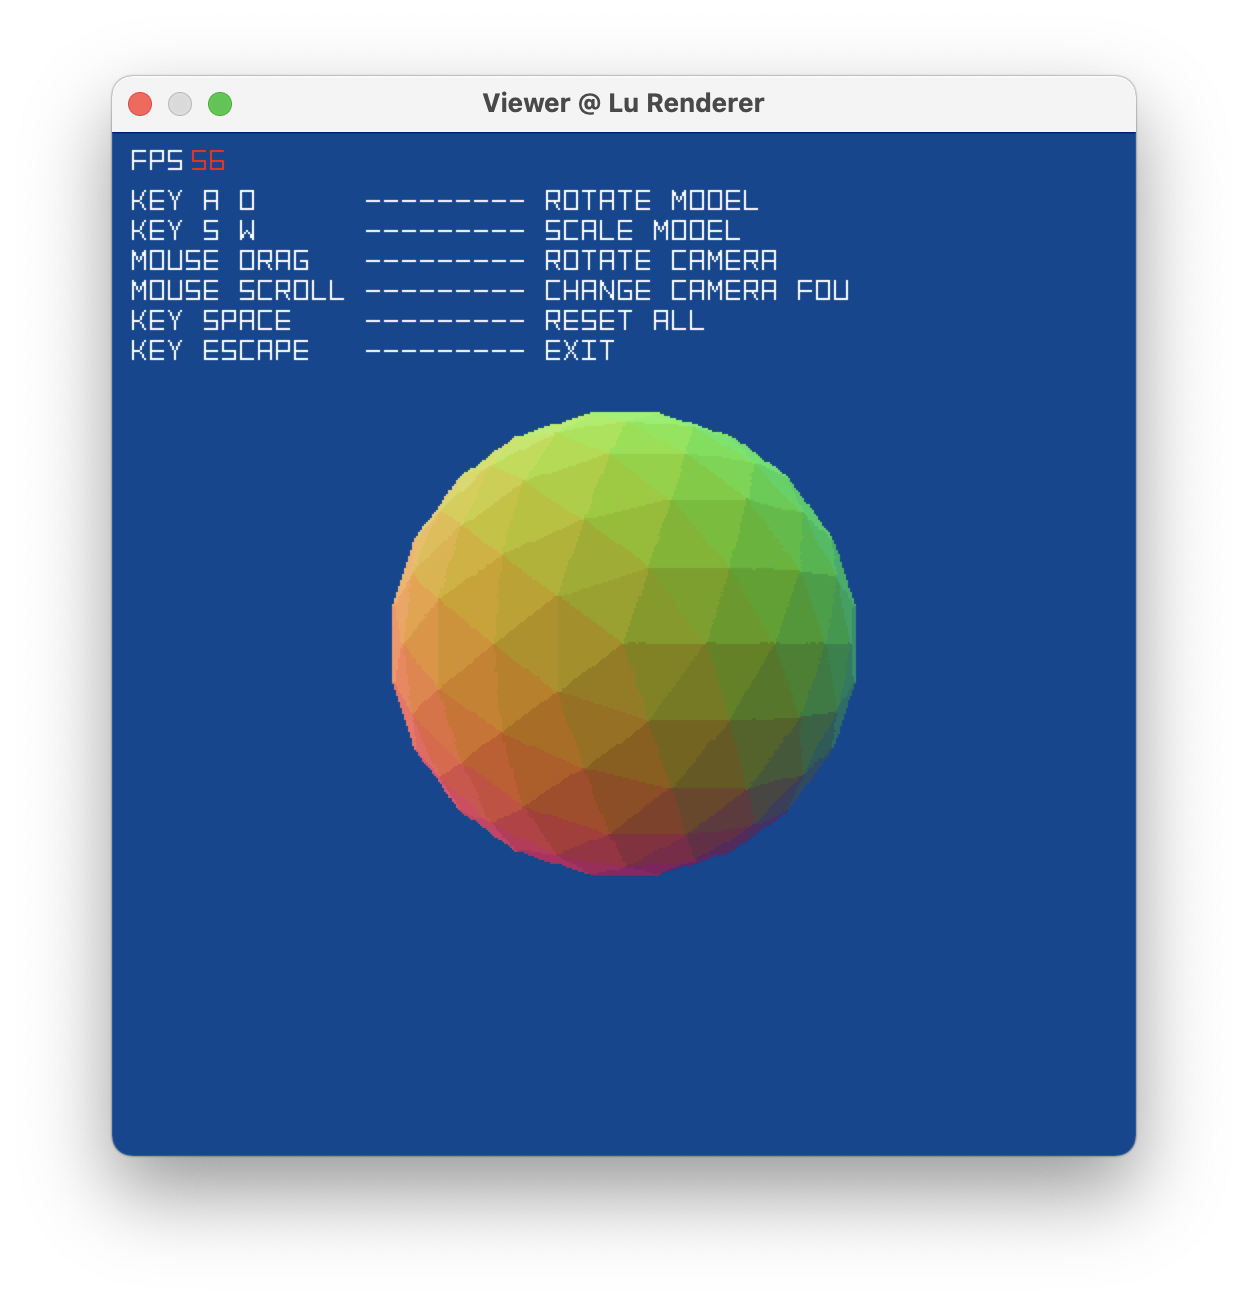 Viewer @ Lu Renderer
FPS 56
KEY A D --------- ROTATE MODEL
KEY S W --------- SCALE MODEL
MOUSE DRAG --------- ROTATE CAMERA
MOUSE SCROLL --------- CHANGE CAMERA FOV
KEY SPACE --------- RESET ALL
KEY ESCAPE --------- EXIT